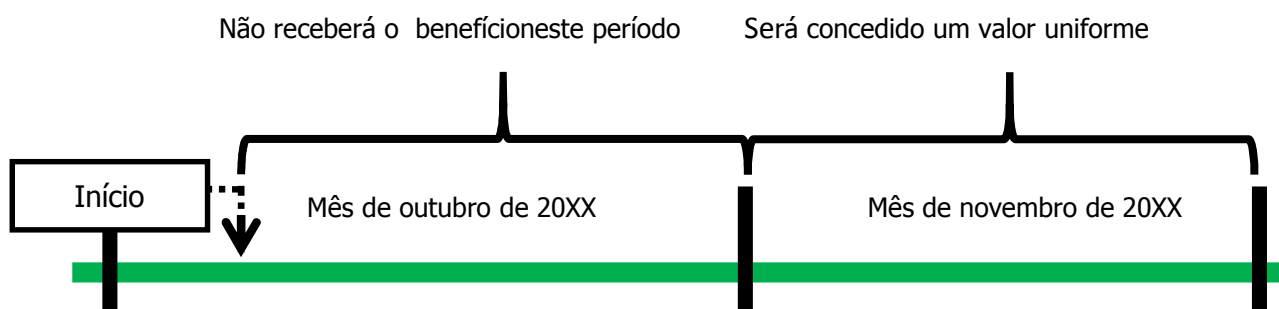 Não receberá o  benefícioneste período
Será concedido um valor uniforme
Início
Mês de outubro de 20XX
Mês de novembro de 20XX